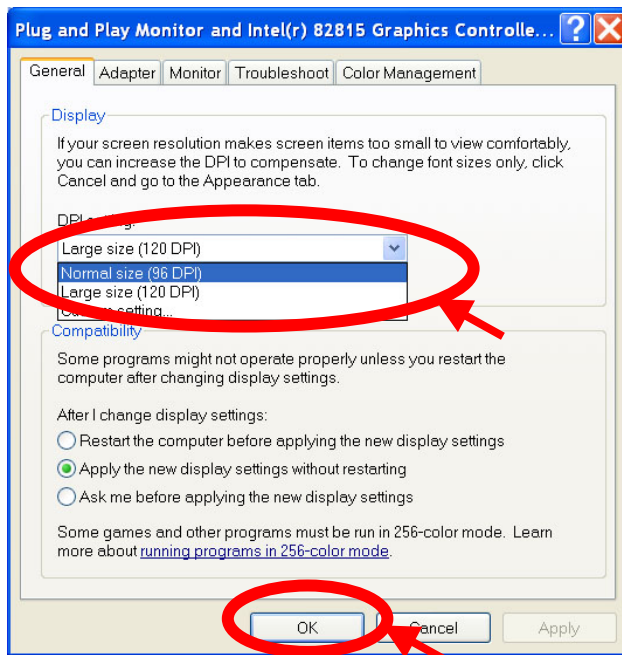 Plug and Play Monitor and Intel(r) 82815 Graphics Controlle...
General Adapter Monitor Troubleshoot Color Management
Display
If your screen resolution makes screen items too small to view comfortably,
you can increase the DPI to compensate. To change font sizes only, click
Cancel and go to the Appearance tab.
DPI setting:
Large size (120 DPI)
Normal size (96 DPI)
Large size (120 DPI)
Custom setting...
Compatibility
Some programs might not operate properly unless you restart the
computer after changing display settings.
After I change display settings:
Restart the computer before applying the new display settings
Apply the new display settings without restarting
Ask me before applying the new display settings
Some games and other programs must be run in 256-color mode. Learn
more about running programs in 256-color mode.
OK Cancel Apply